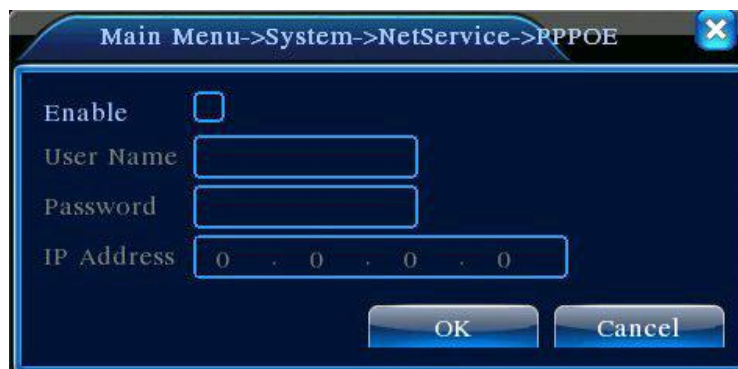 Main Menu->System->NetService->PPPOE
Enable
User Name
Password
IP Address 0 . 0 . 0 . 0
OK Cancel